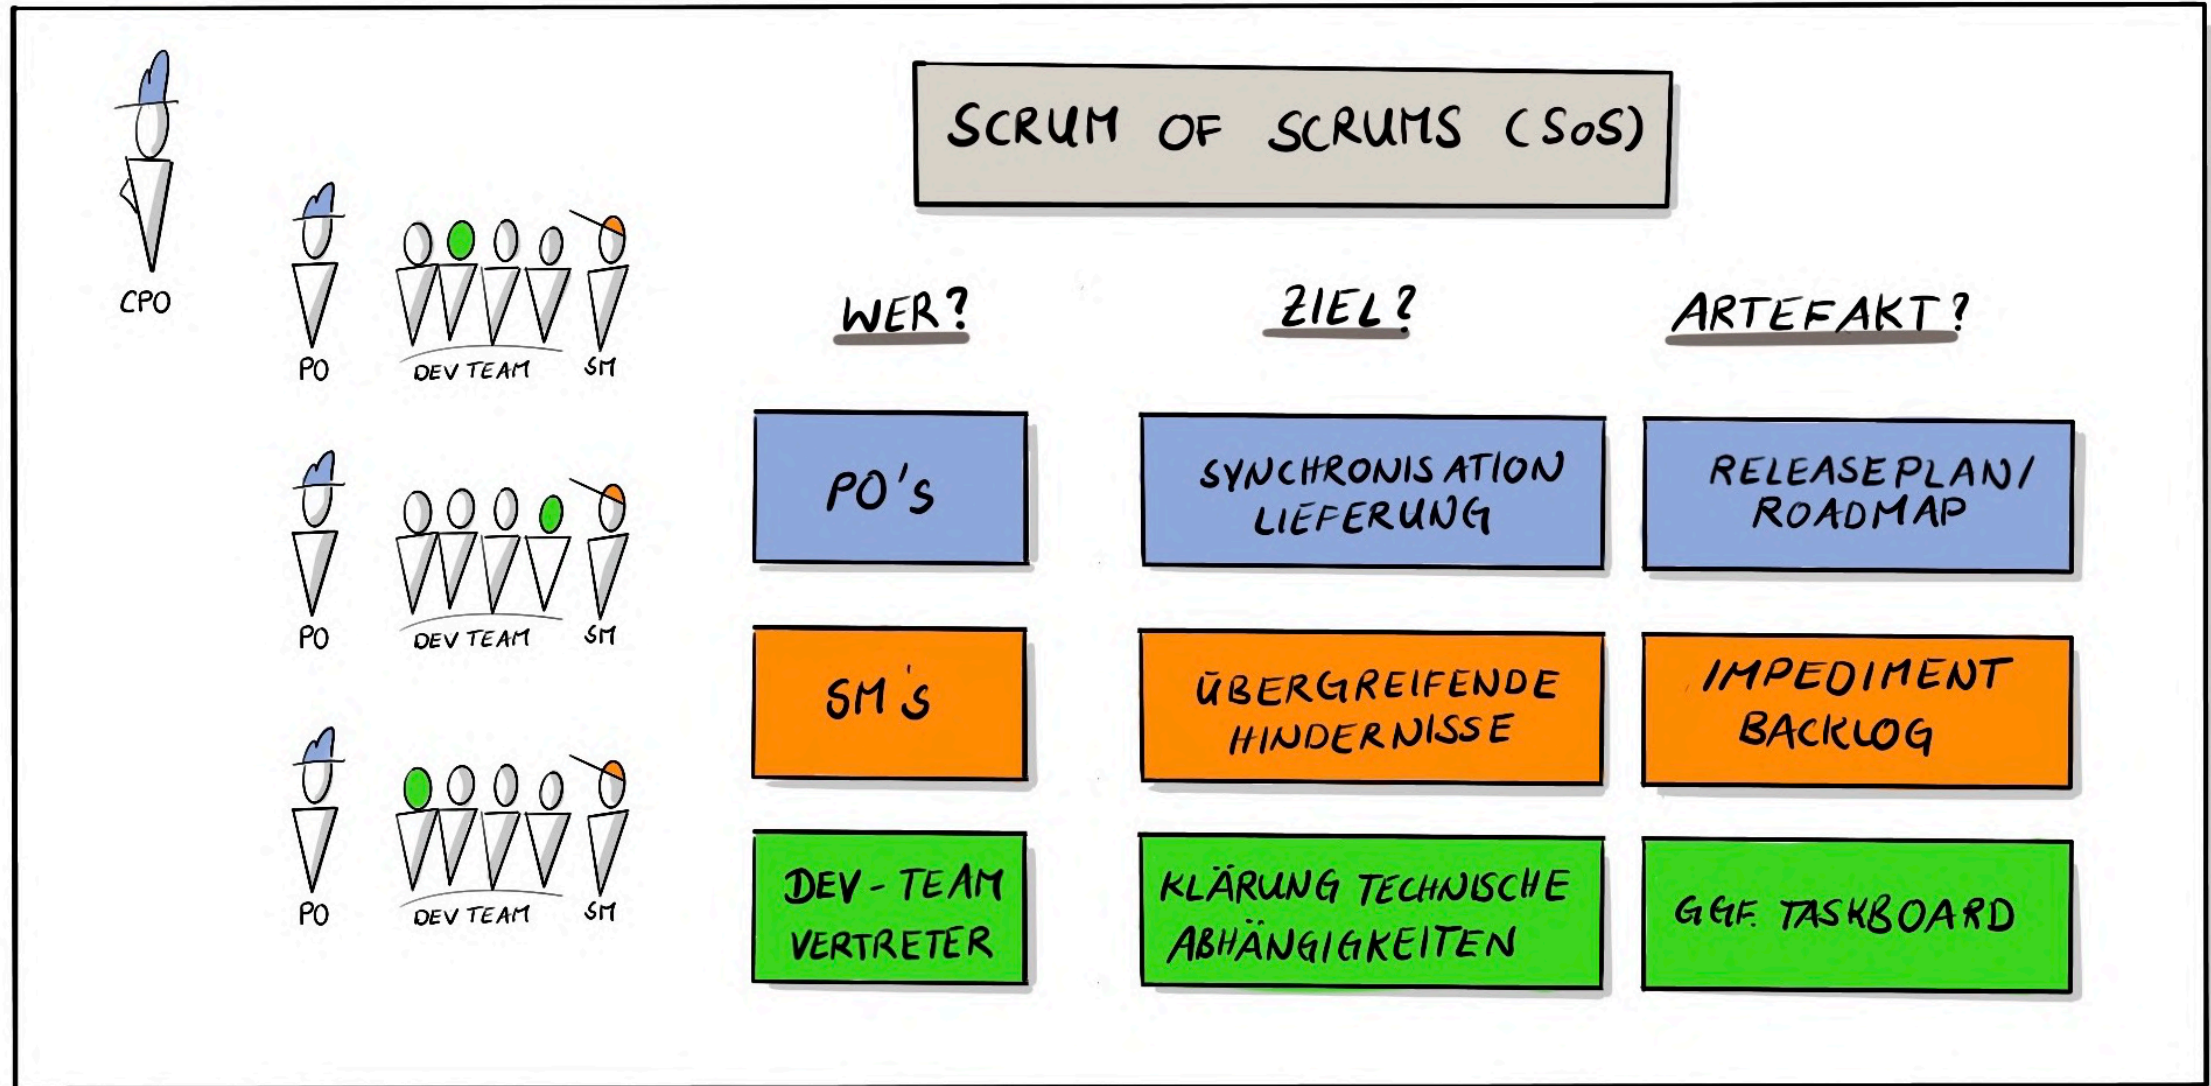 SCRUM OF SCRUMS (SoS)
CPO
PO
DEV TEAM
SM
PO
DEV TEAM
SM
PO
DEV TEAM
SM
WER?
ZIEL?
ARTEFAKT?
PO's
SYNCHRONISATION
LIEFERUNG
RELEASEPLAN/
ROADMAP
SM's
ÜBERGREIFENDE
HINDERNISSE
IMPEDIMENT
BACKLOG
DEV-TEAM
VERTRETER
KLÄRUNG TECHNISCHE
ABHÄNGIGKEITEN
GGF. TASKBOARD